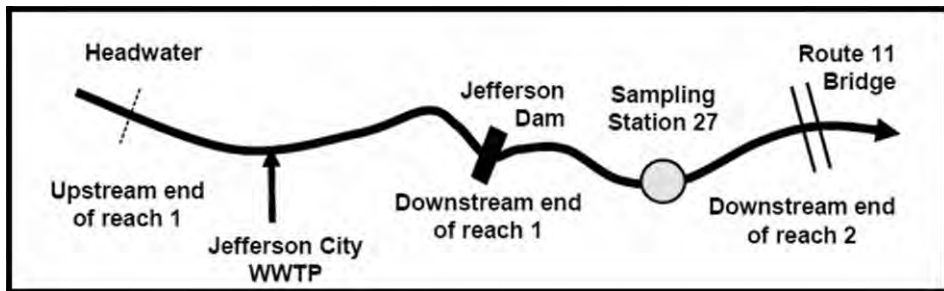 Headwater
Upstream end
of reach 1
Jefferson City
WWTP
Jefferson
Dam
Downstream end
of reach 1
Sampling
Station 27
Route 11
Bridge
Downstream end
of reach 2